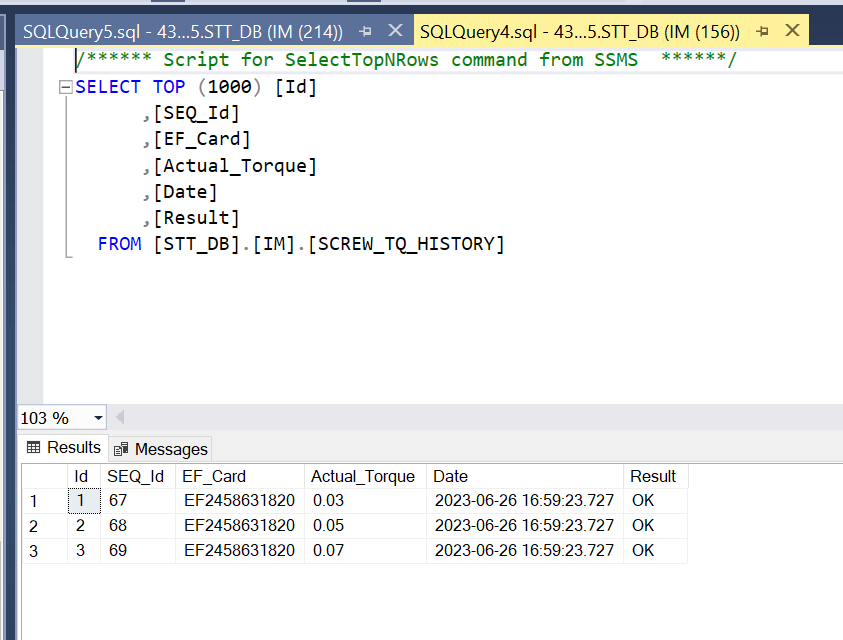 SQLQuery5.sql - 43...5.STT_DB (IM (214)) SQLQuery4.sql - 43...5.STT_DB (IM (156))
/****** Script for SelectTopNRows command from SSMS  ******/
SELECT TOP (1000) [Id]
,[SEQ_Id]
,[EF_Card]
,[Actual_Torque]
,[Date]
,[Result]
FROM [STT_DB].[IM].[SCREW_TQ_HISTORY]
103 %
Results Messages
Id SEQ_Id EF_Card Actual_Torque Date Result
1 1 67 EF2458631820 0.03 2023-06-26 16:59:23.727 OK
2 2 68 EF2458631820 0.05 2023-06-26 16:59:23.727 OK
3 3 69 EF2458631820 0.07 2023-06-26 16:59:23.727 OK